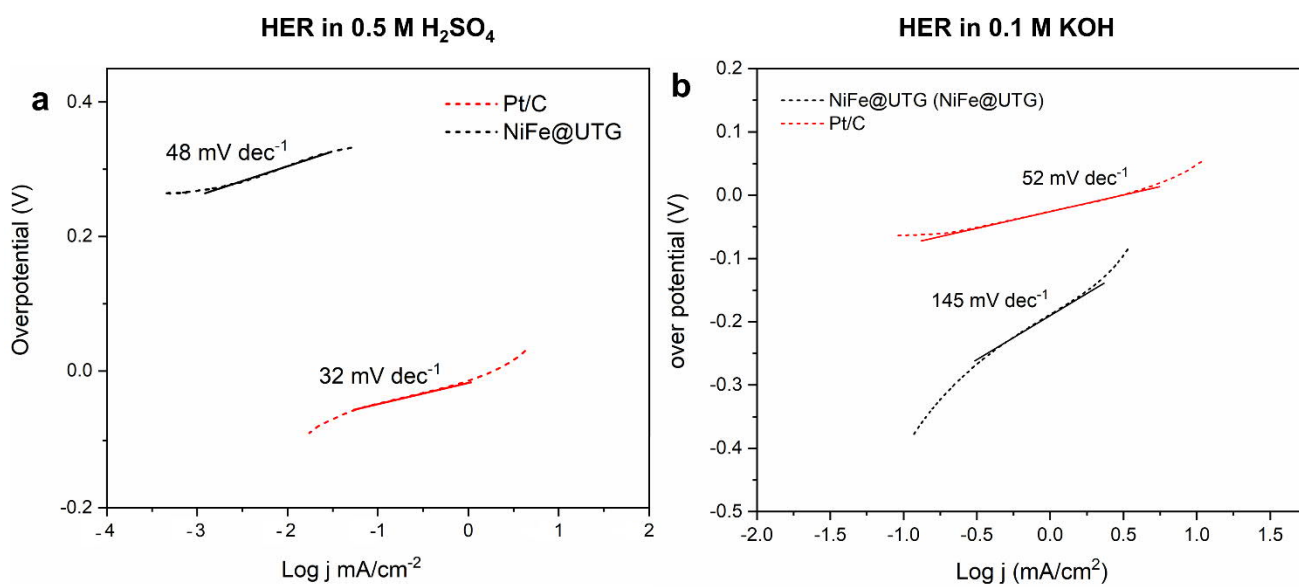 HER in 0.5 M H₂SO₄
a
Pt/C
NiFe@UTG
48 mV dec⁻¹
32 mV dec⁻¹
Overpotential (V)
0.4
0.2
0.0
-0.2
-4 -3 -2 -1 0 1 2
Log j mA/cm⁻²
HER in 0.1 M KOH
b
NiFe@UTG (NiFe@UTG)
Pt/C
52 mV dec⁻¹
145 mV dec⁻¹
over potential (V)
0.2
0.1
0.0
-0.1
-0.2
-0.3
-0.4
-0.5
-2.0 -1.5 -1.0 -0.5 0.0 0.5 1.0 1.5
Log j (mA/cm²)